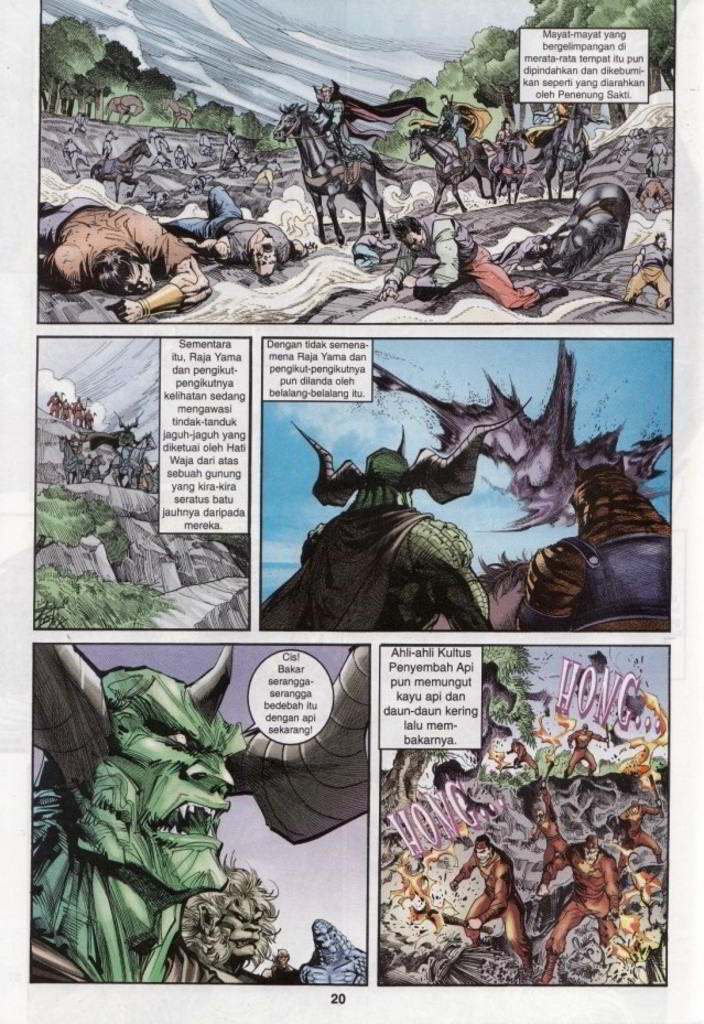 Mayat-mayat yang
bergelimpangan di
merata-rata tempat itu pun
dipindahkan dan dikebumi-
kan seperti yang diarahkan
oleh Penenung Sakti.
Sementara
itu, Raja Yama
dan pengikut-
pengikutnya
kelihatan sedang
mengawasi
tindak-tanduk
jaguh-jaguh yang
diketuai oleh Hati
Waja dari atas
sebuah gunung
yang kira-kira
seratus batu
jauhnya daripada
mereka.
Dengan tidak semena-
mena Raja Yama dan
pengikut-pengikutnya
pun dilanda oleh
belalang-belalang itu.
Cis!
Bakar
serangga-
serangga
bedebah itu
dengan api
sekarang!
Ahli-ahli Kultus
Penyembah Api
pun memungut
kayu api dan
daun-daun kering
lalu mem-
bakarnya.
HONG...
HONG...
20